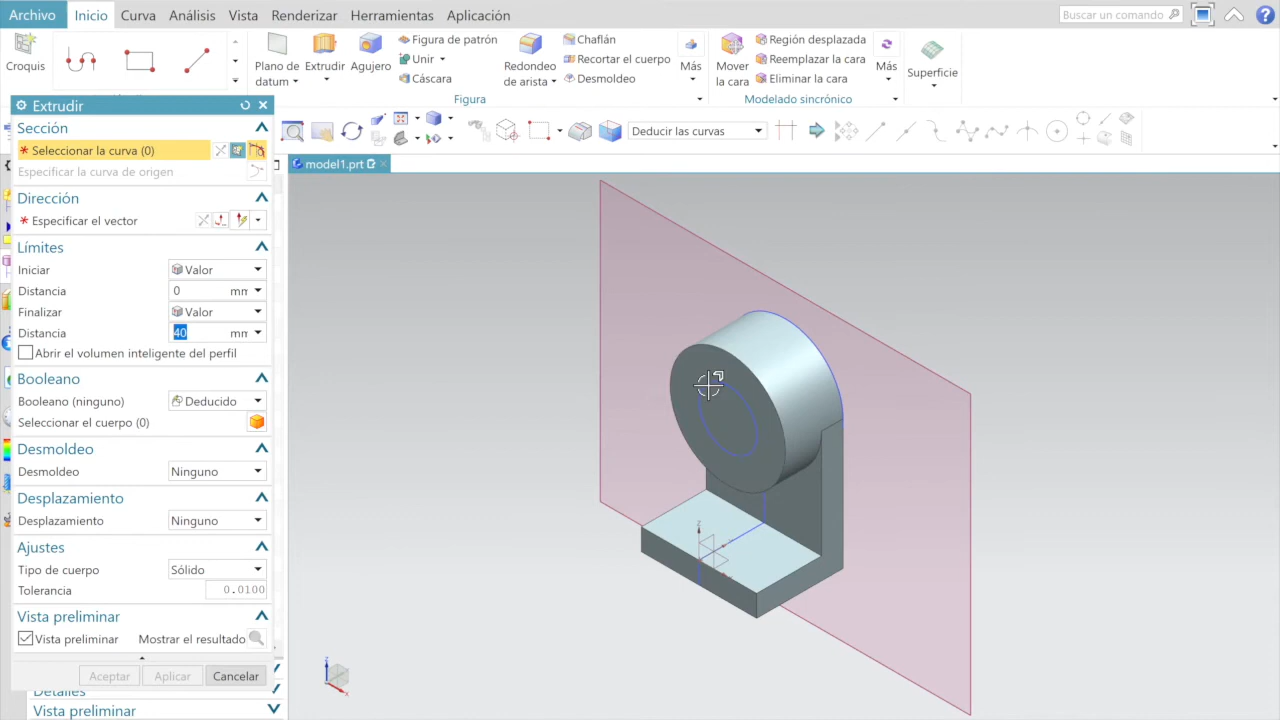 Archivo Inicio Curva Análisis Vista Renderizar Herramientas Aplicación Buscar un comando
Croquis
Plano de datum
Extrudir
Agujero
Figura de patrón
Unir
Cáscara
Redondeo de arista
Chaflán
Recortar el cuerpo
Desmoldeo
Más
Mover la cara
Región desplazada
Reemplazar la cara
Eliminar la cara
Más
Superficie
Figura
Modelado sincrónico
Deducir las curvas
model1.prt
Extrudir
Sección
* Seleccionar la curva (0)
Especificar la curva de origen
Dirección
* Especificar el vector
Límites
Iniciar Valor
Distancia 0 mm
Finalizar Valor
Distancia 40 mm
Abrir el volumen inteligente del perfil
Booleano
Booleano (ninguno) Deducido
Seleccionar el cuerpo (0)
Desmoldeo
Desmoldeo Ninguno
Desplazamiento
Desplazamiento Ninguno
Ajustes
Tipo de cuerpo Sólido
Tolerancia 0.0100
Vista preliminar
Vista preliminar Mostrar el resultado
Aceptar Aplicar Cancelar
Detalles
Vista preliminar